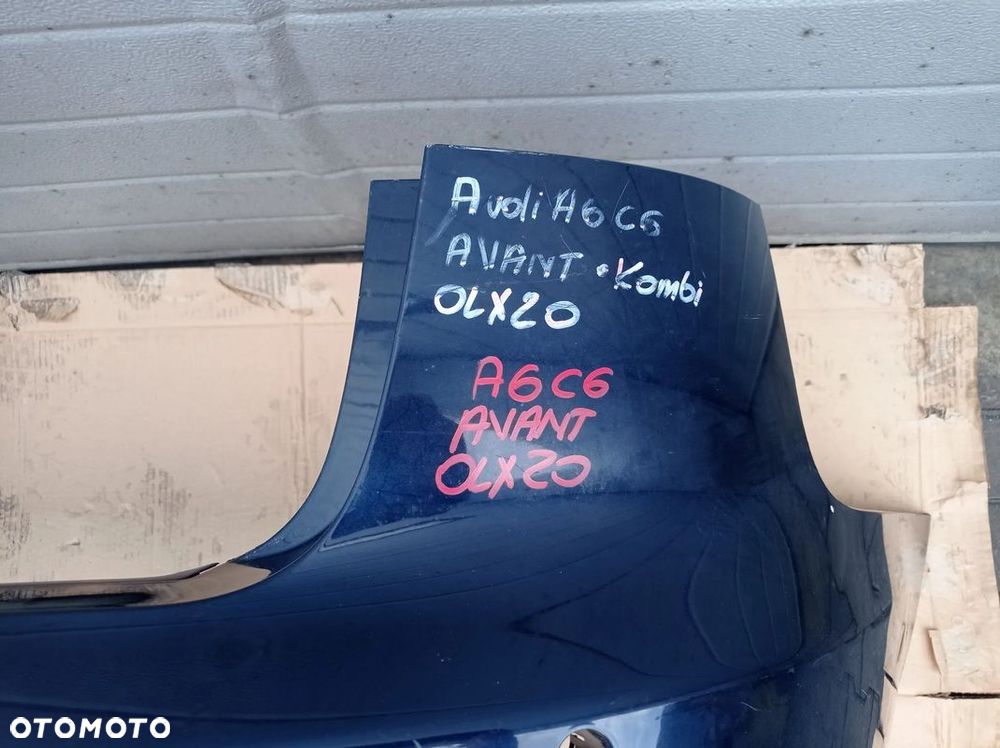 Audi A6 C6
AVANT • Kombi
OLX20
A6 C6
AVANT
OLX20
OTOMOTO